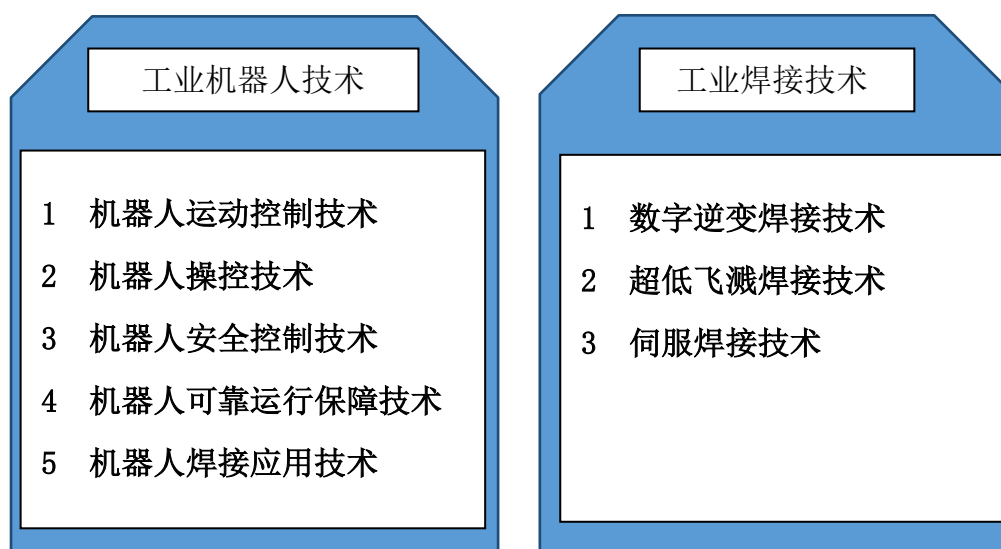 工业机器人技术
1 机器人运动控制技术
2 机器人操控技术
3 机器人安全控制技术
4 机器人可靠运行保障技术
5 机器人焊接应用技术
工业焊接技术
1 数字逆变焊接技术
2 超低飞溅焊接技术
3 伺服焊接技术